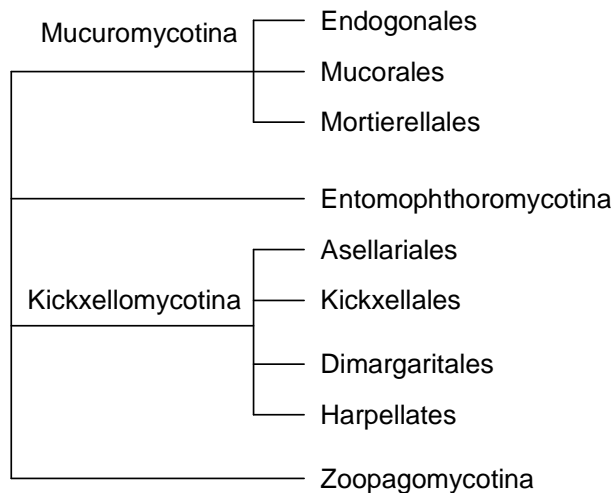 Mucuromycotina
Endogonales
Mucorales
Mortierellales
Entomophthoromycotina
Kickxellomycotina
Asellariales
Kickxellales
Dimargaritales
Harpellates
Zoopagomycotina